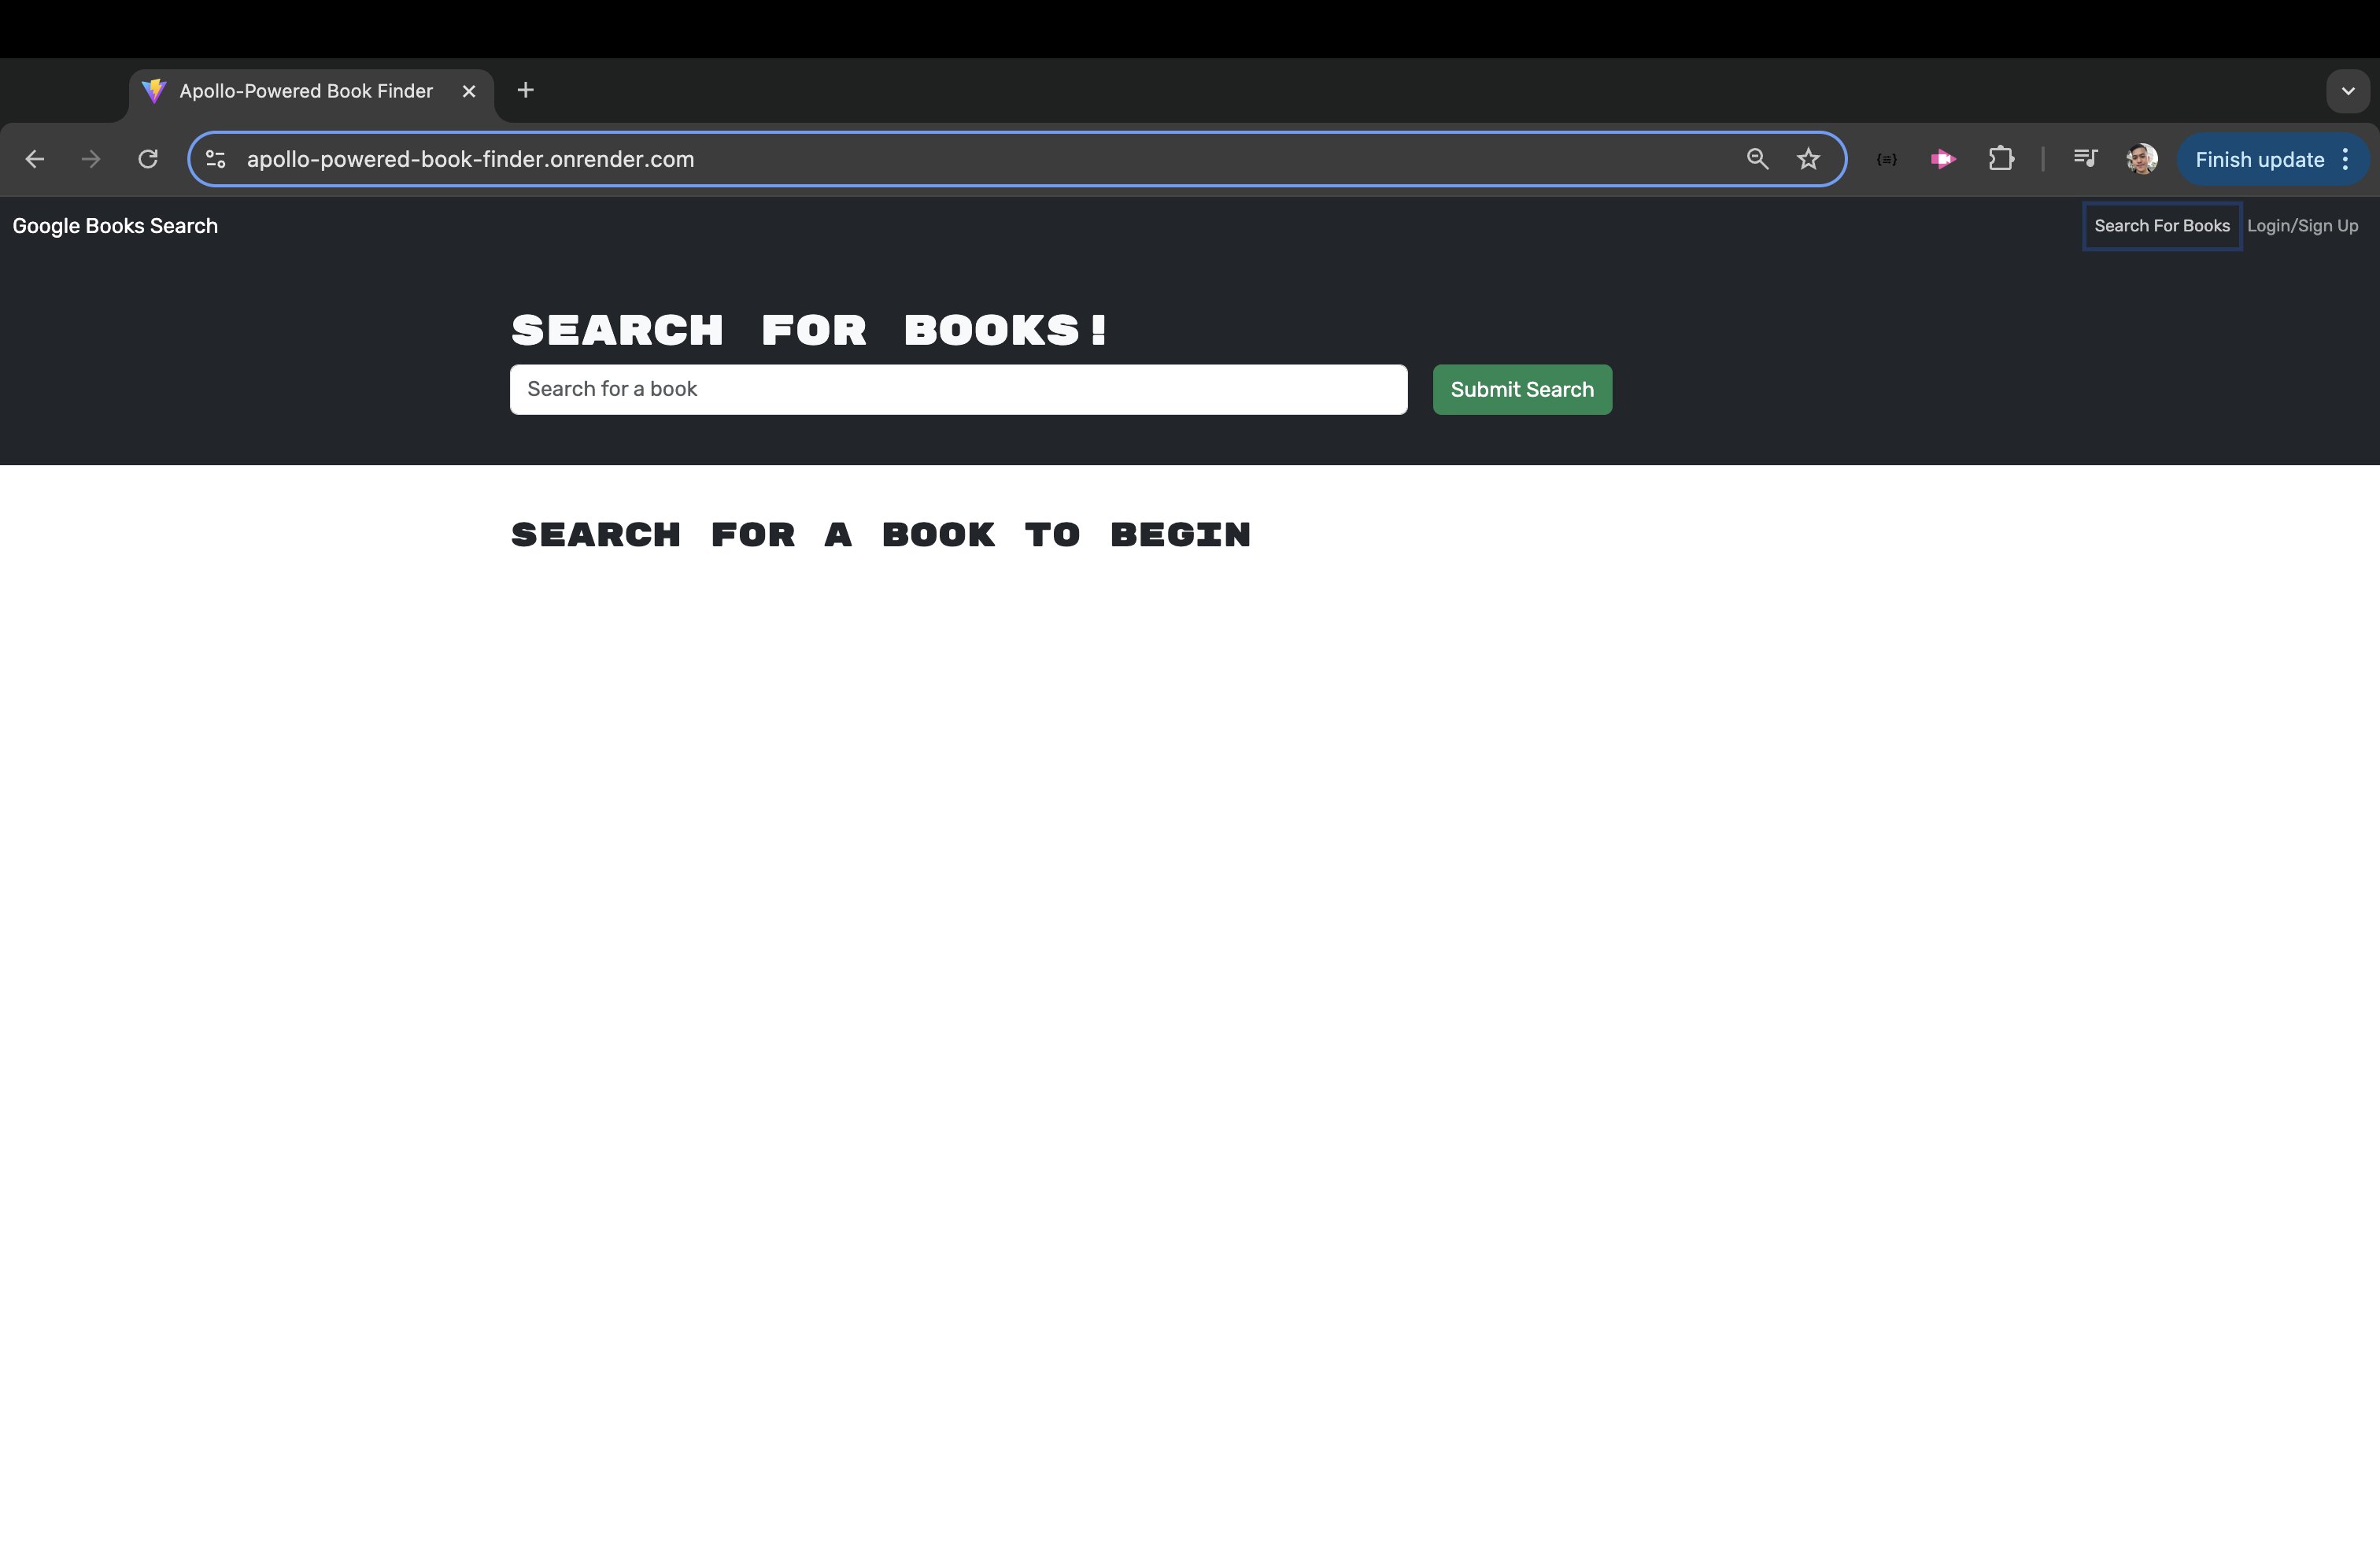 Apollo-Powered Book Finder
apollo-powered-book-finder.onrender.com
Finish update
Google Books Search
Search For Books
Login/Sign Up
SEARCH FOR BOOKS!
Search for a book
Submit Search
SEARCH FOR A BOOK TO BEGIN